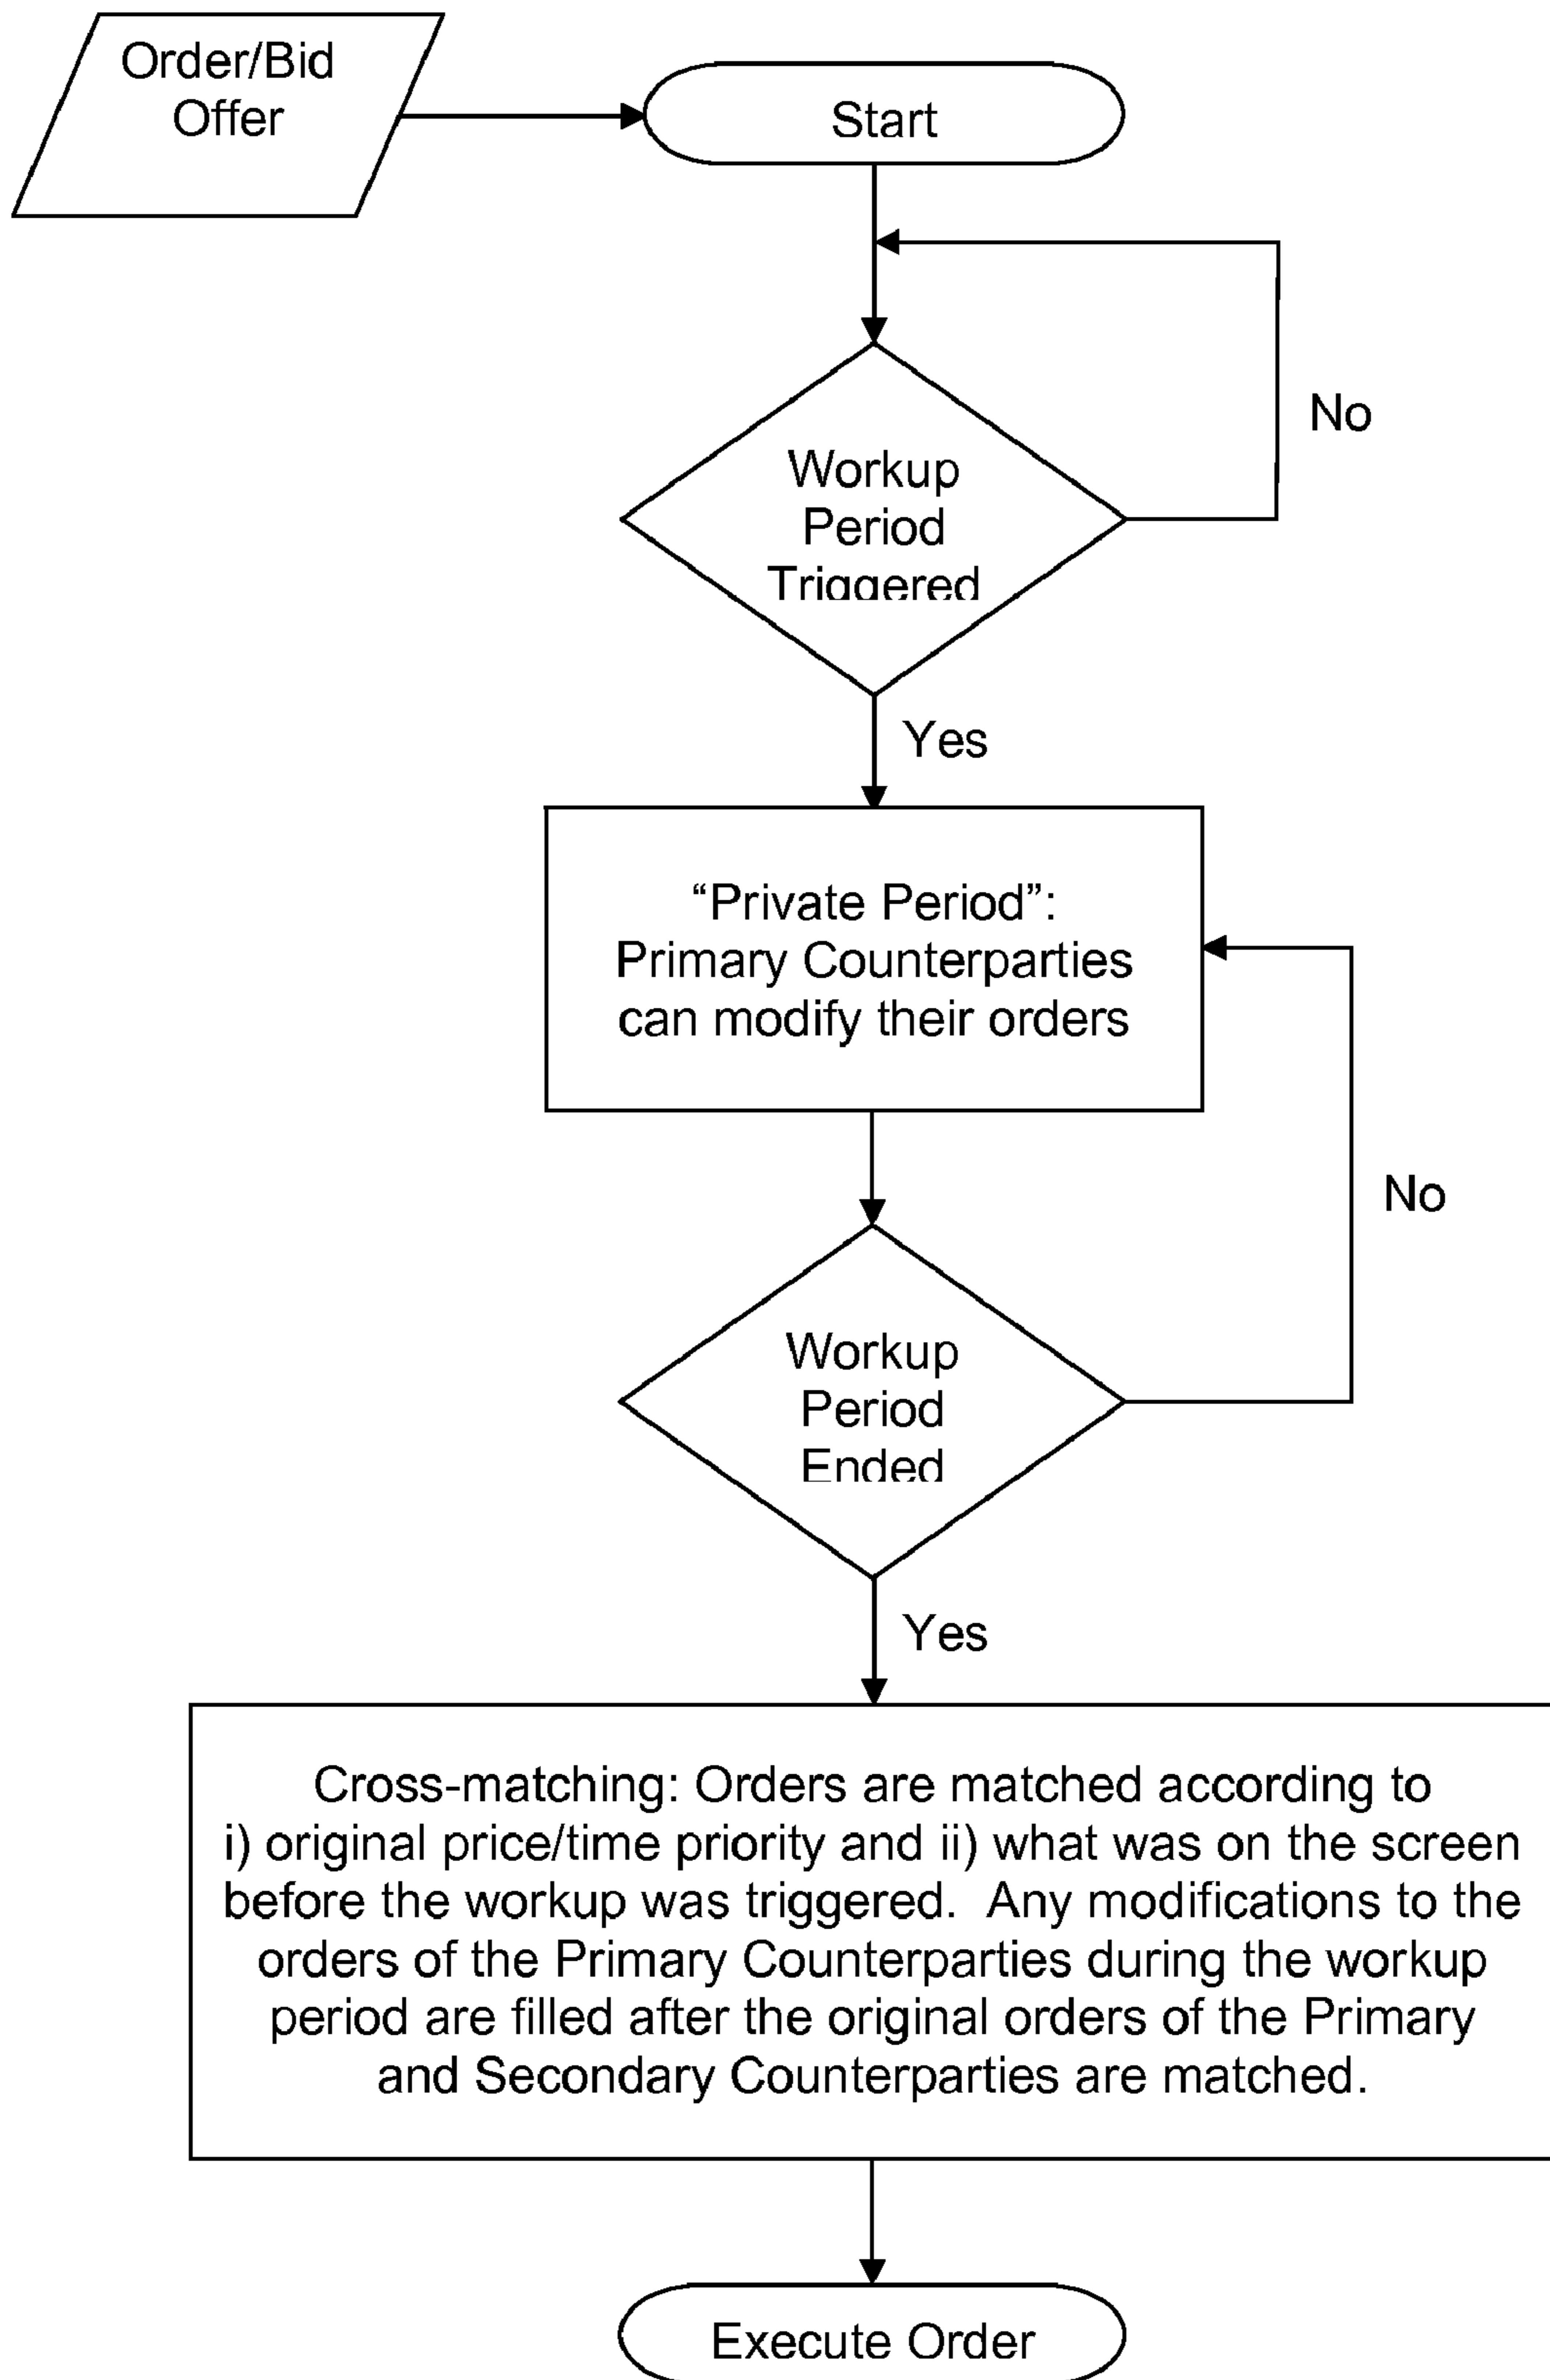 Order/Bid
Offer
Start
No
Workup
Period
Triggered
Yes
“Private Period”:
Primary Counterparties
can modify their orders
No
Workup
Period
Ended
Yes
Cross-matching: Orders are matched according to
i) original price/time priority and ii) what was on the screen
before the workup was triggered.  Any modifications to the
orders of the Primary Counterparties during the workup
period are filled after the original orders of the Primary
and Secondary Counterparties are matched.
Execute Order